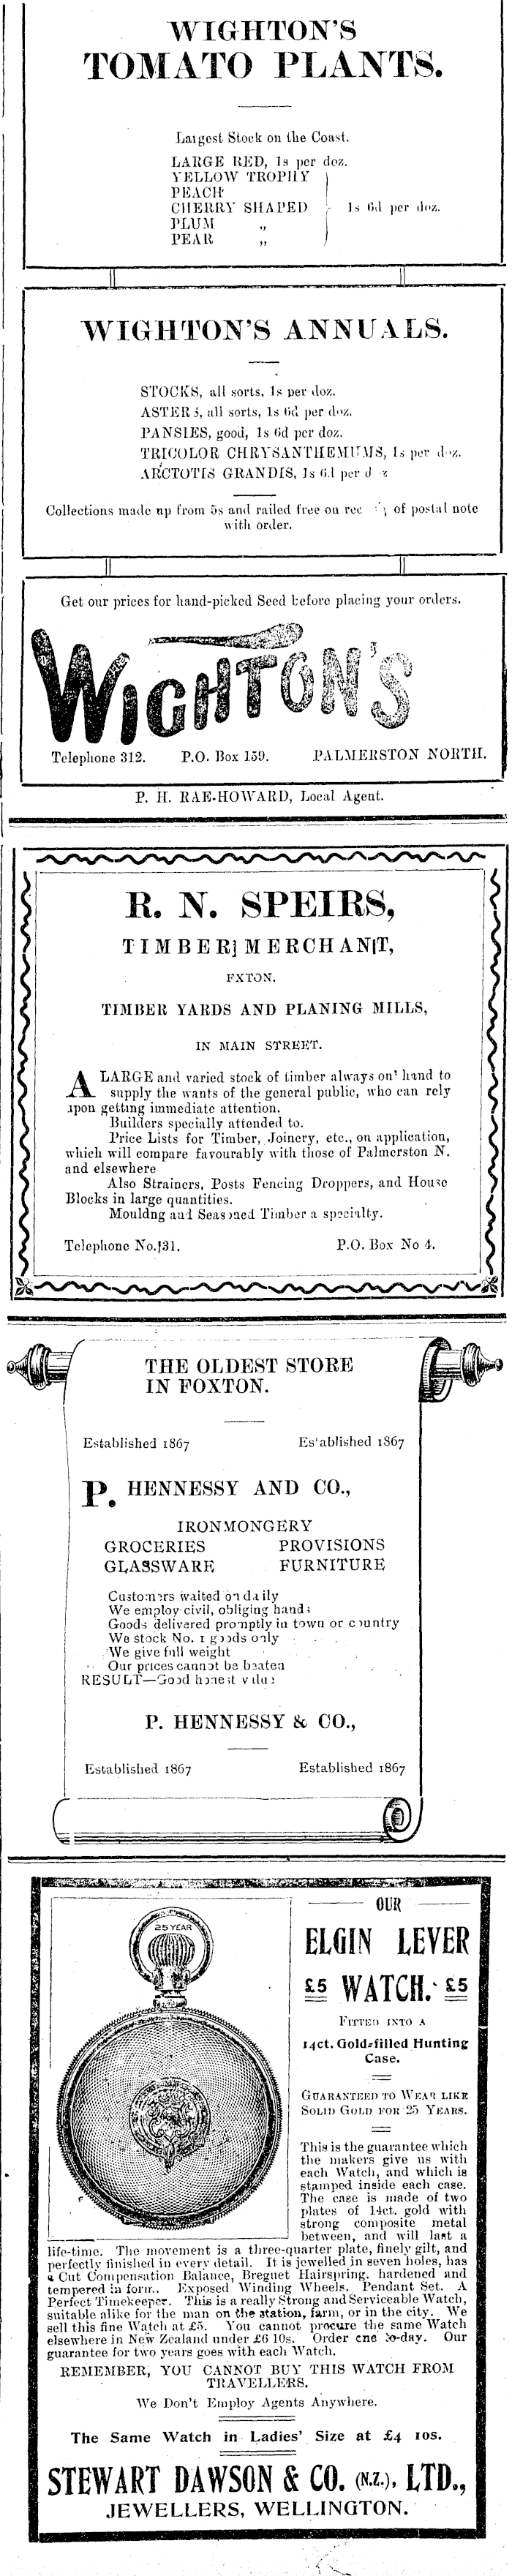 WIGHTON'S
TOMATO PLANTS.
Largest Stock on the Coast.
LARGE RED, 1s per doz.
YELLOW TROPHY
PEACH
CHERRY SHAPED 1s 6d per doz.
PLUM ,,
PEAR ,,
WIGHTON'S ANNUALS.
STOCKS, all sorts, 1s per doz.
ASTERS, all sorts, 1s 6d per doz.
PANSIES, good, 1s 6d per doz.
TRICOLOR CHRYSANTHEMUMS, 1s per doz.
ARCTOTIS GRANDIS, 1s 6d per d z
Collections made up from 5s and railed free on rec of postal note
with order.
Get our prices for hand-picked Seed before placing your orders.
WIGHTON'S
Telephone 312. P.O. Box 159. PALMERSTON NORTH.
P. H. RAE-HOWARD, Local Agent.
R. N. SPEIRS,
TIMBER] MERCHAN|T,
FXTON.
TIMBER YARDS AND PLANING MILLS,
IN MAIN STREET.
A LARGE and varied stock of timber always on' hand to
supply the wants of the general public, who can rely
upon getting immediate attention.
Builders specially attended to.
Price Lists for Timber, Joinery, etc., on application,
which will compare favourably with those of Palmerston N.
and elsewhere
Also Strainers, Posts Fencing Droppers, and House
Blocks in large quantities.
Mouldng and Seasoned Timber a specialty.
Telephone No.†31. P.O. Box No 4.
THE OLDEST STORE
IN FOXTON.
Established 1867 Es'ablished 1867
P. HENNESSY AND CO.,
IRONMONGERY
GROCERIES PROVISIONS
GLASSWARE FURNITURE
Customers waited on daily
We employ civil, obliging hands
Goods delivered promptly in town or country
We stock No. 1 goods only
We give full weight
Our prices cannot be beaten
RESULT—Good honest value
P. HENNESSY & CO.,
Established 1867 Established 1867
25 YEAR
OUR
ELGIN LEVER
£5 WATCH. £5
FITTED INTO A
14ct. Gold-filled Hunting
Case.
GUARANTEED TO WEAR LIKE
SOLID GOLD FOR 25 YEARS.
This is the guarantee which
the makers give us with
each Watch, and which is
stamped inside each case.
The case is made of two
plates of 14ct. gold with
strong composite metal
between, and will last a
life-time. The movement is a three-quarter plate, finely gilt, and
perfectly finished in every detail. It is jewelled in seven holes, has
a Cut Compensation Balance, Breguet Hairspring, hardened and
tempered in form.. Exposed Winding Wheels. Pendant Set. A
Perfect Timekeeper. This is a really Strong and Serviceable Watch,
suitable alike for the man on the station, farm, or in the city. We
sell this fine Watch at £5. You cannot procure the same Watch
elsewhere in New Zealand under £6 10s. Order one to-day. Our
guarantee for two years goes with each Watch.
REMEMBER, YOU CANNOT BUY THIS WATCH FROM
TRAVELLERS.
We Don't Employ Agents Anywhere.
The Same Watch in Ladies' Size at £4 10s.
STEWART DAWSON & CO. (N.Z.), LTD.,
JEWELLERS, WELLINGTON.